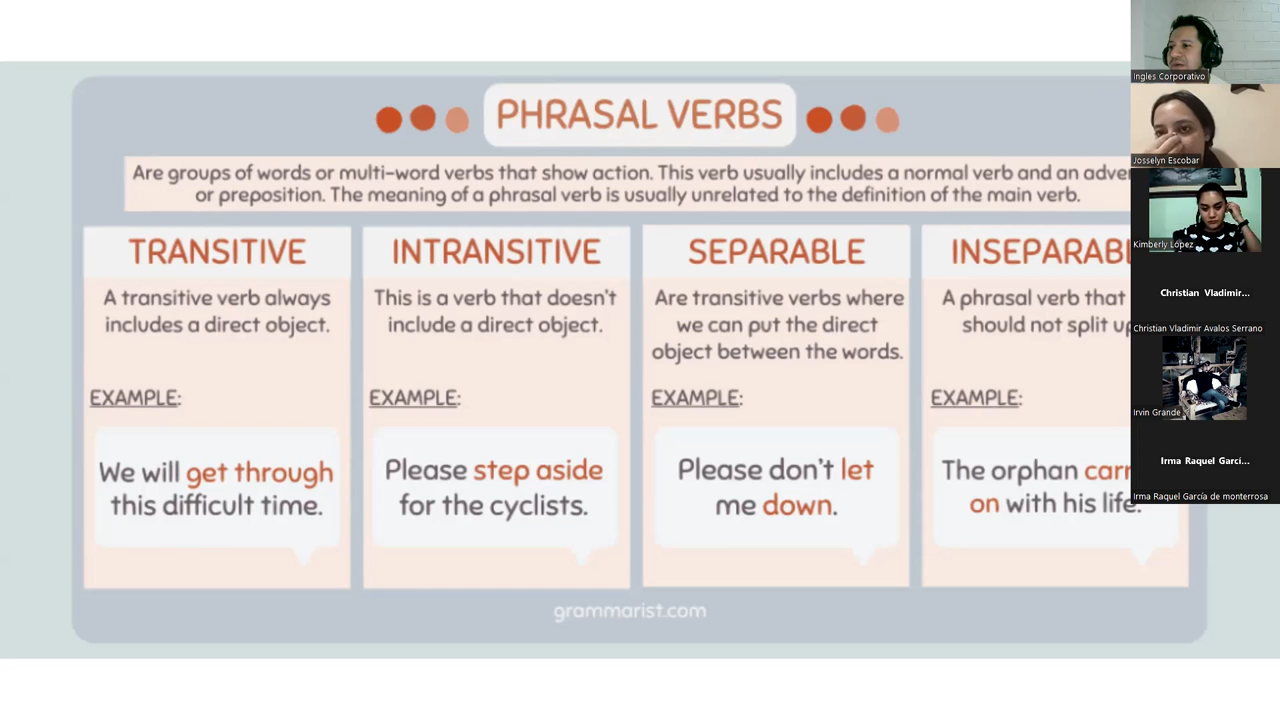 PHRASAL VERBS
Are groups of words or multi-word verbs that show action. This verb usually includes a normal verb and an
or preposition. The meaning of a phrasal verb is usually unrelated to the definition of the main verb.
TRANSITIVE
A transitive verb always
includes a direct object.
EXAMPLE:
We will get through
this difficult time.
INTRANSITIVE
This is a verb that doesn't
include a direct object.
EXAMPLE:
Please step aside
for the cyclists.
SEPARABLE
Are transitive verbs where
we can put the direct
object between the words.
EXAMPLE:
Please don't let
me down.
A phrasal verb that
should not split
EXAMPLE:
The orphan
on with his life.
grammarist.com
Ingles Corporativo
Josselyn Escobar
Kimberly Lopez
Christian Vladimir...
Christian Vladimir Avalos Serrano
Irvin Grande
Irma Raquel Garcí...
Irma Raquel García de monterrosa